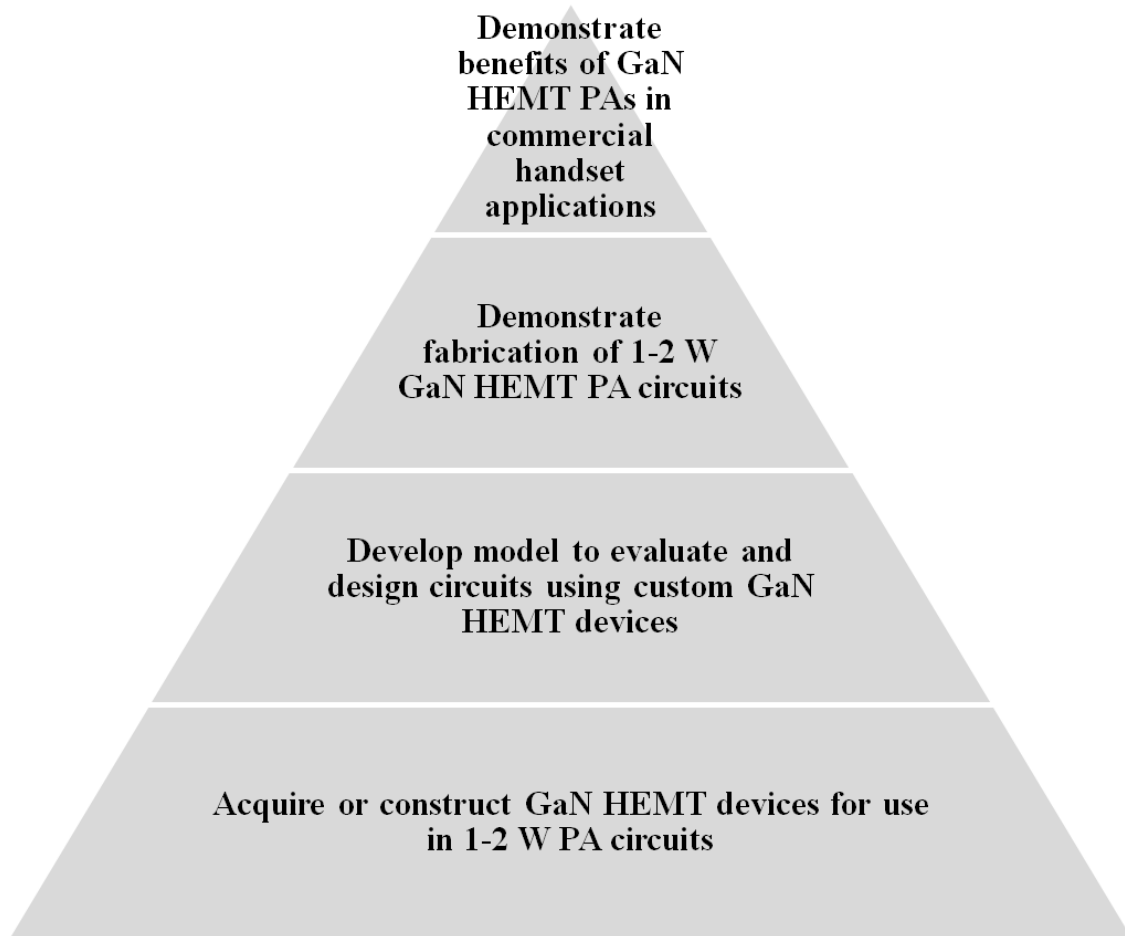 Demonstrate
benefits of GaN
HEMT PAs in
commercial
handset
applications
Demonstrate
fabrication of 1-2 W
GaN HEMT PA circuits
Develop model to evaluate and
design circuits using custom GaN
HEMT devices
Acquire or construct GaN HEMT devices for use
in 1-2 W PA circuits